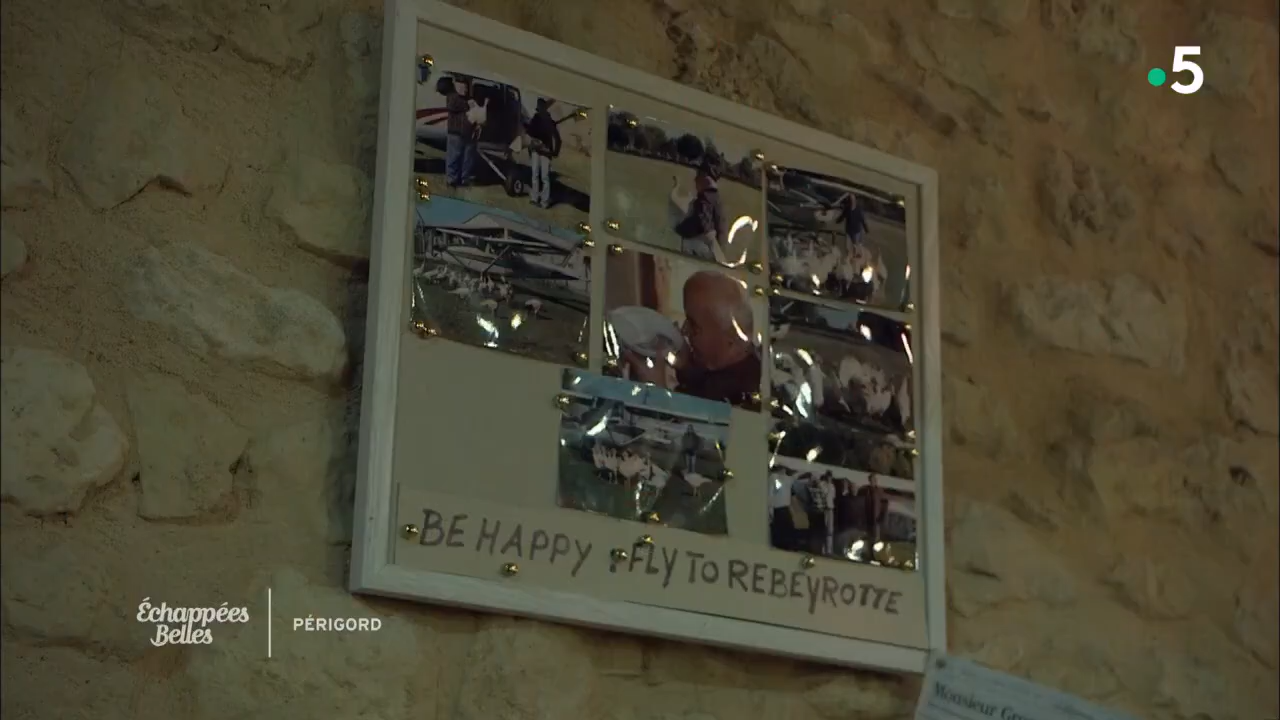 5
BE HAPPY : FLY TO REBEYROTTE
Échappées
Belles
PÉRIGORD
Monsieur